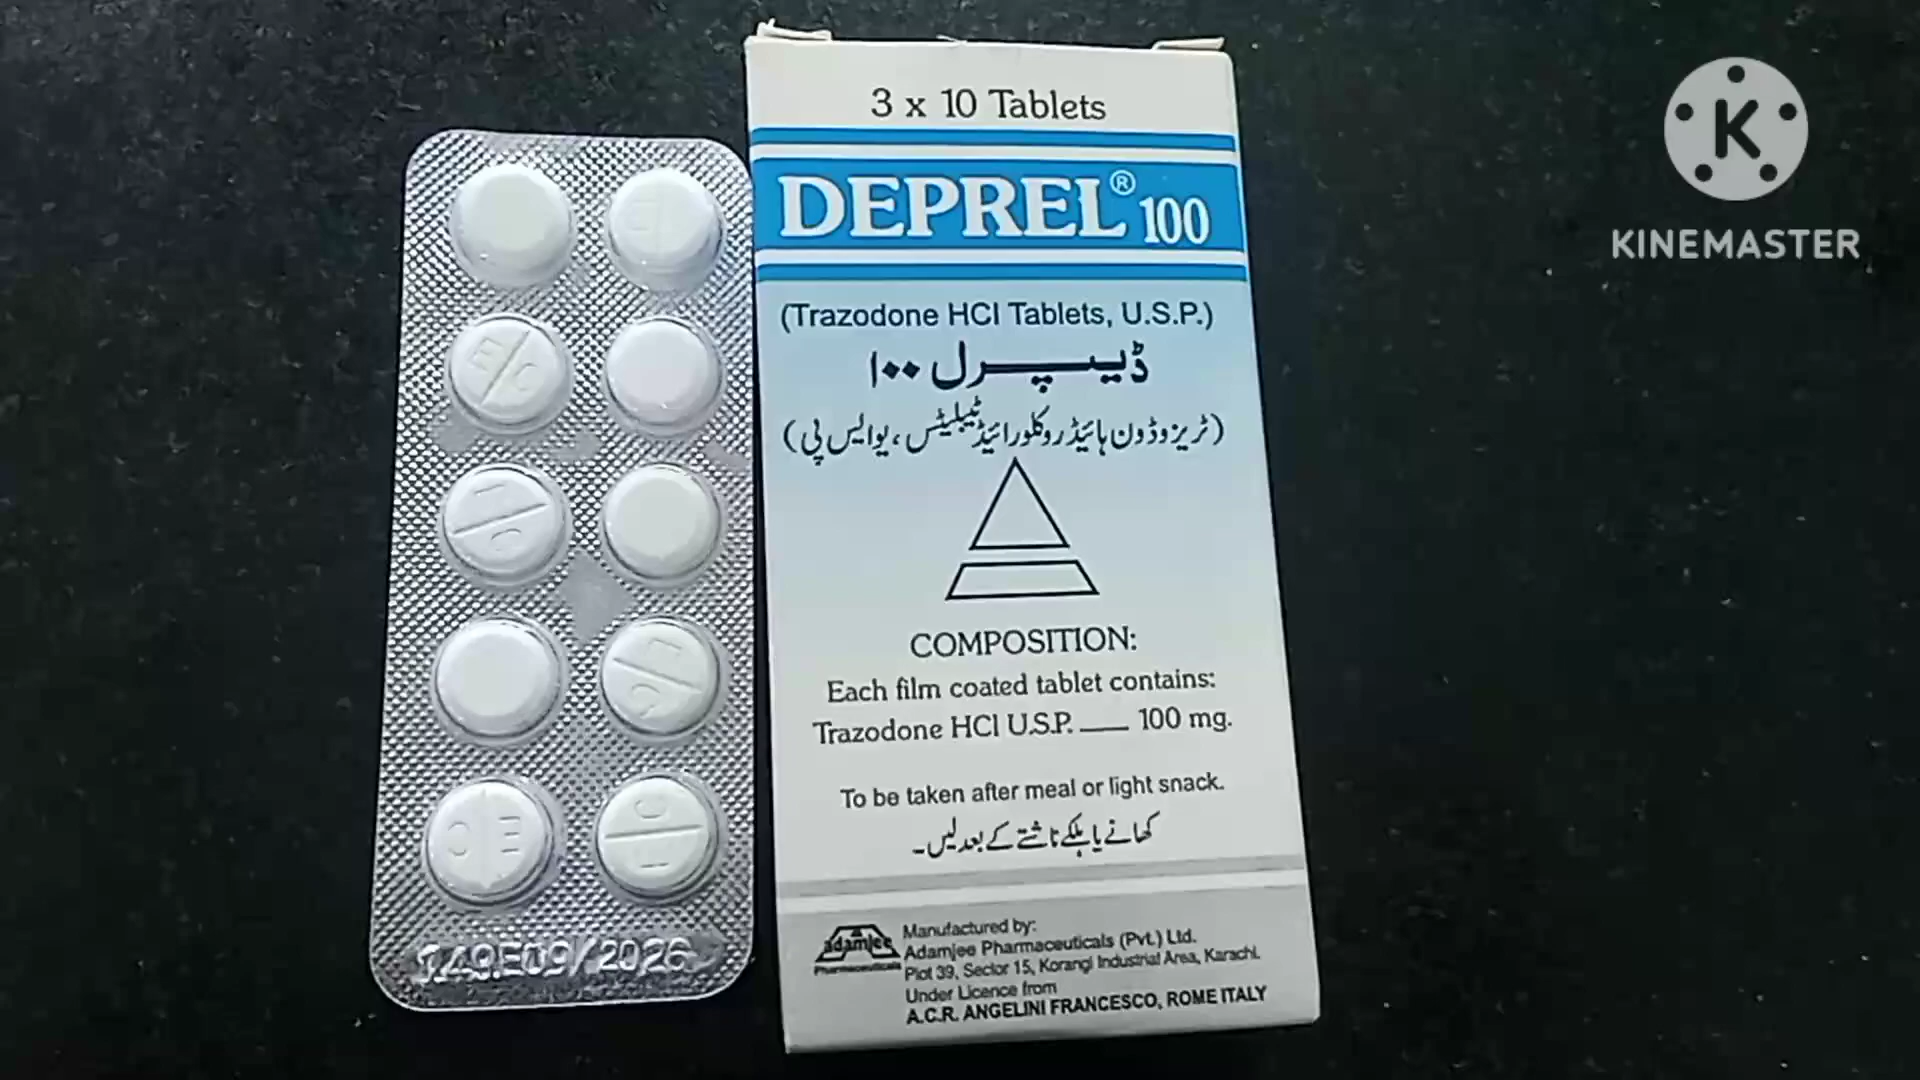 3 x 10 Tablets
DEPREL® 100
(Trazodone HCl Tablets, U.S.P.)
ڈیپرل ۱۰۰
(ٹریزوڈون ہائیڈروکلورائیڈ ٹیبلیٹس، یو ایس پی)
COMPOSITION:
Each film coated tablet contains:
Trazodone HCl U.S.P. 100 mg.
To be taken after meal or light snack.
کھانے یا ہلکے ناشتے کے بعد لیں۔
adamjee
Pharmaceuticals
Manufactured by:
Adamjee Pharmaceuticals (Pvt.) Ltd.
Plot 39, Sector 15, Korangi Industrial Area, Karachi.
Under Licence from
A.C.R. ANGELINI FRANCESCO, ROME ITALY
E C
E C
E C
09/2026
K
KINEMASTER